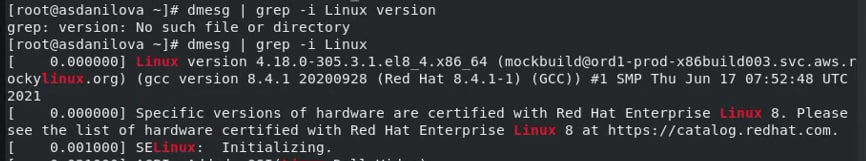 [root@asdanilova ~]# dmesg | grep -i Linux version
grep: version: No such file or directory
[root@asdanilova ~]# dmesg | grep -i Linux
[    0.000000] Linux version 4.18.0-305.3.1.el8_4.x86_64 (mockbuild@ord1-prod-x86build003.svc.aws.r
ockylinux.org) (gcc version 8.4.1 20200928 (Red Hat 8.4.1-1) (GCC)) #1 SMP Thu Jun 17 07:52:48 UTC
2021
[    0.000000] Specific versions of hardware are certified with Red Hat Enterprise Linux 8. Please
see the list of hardware certified with Red Hat Enterprise Linux 8 at https://catalog.redhat.com.
[    0.001000] SELinux:  Initializing.